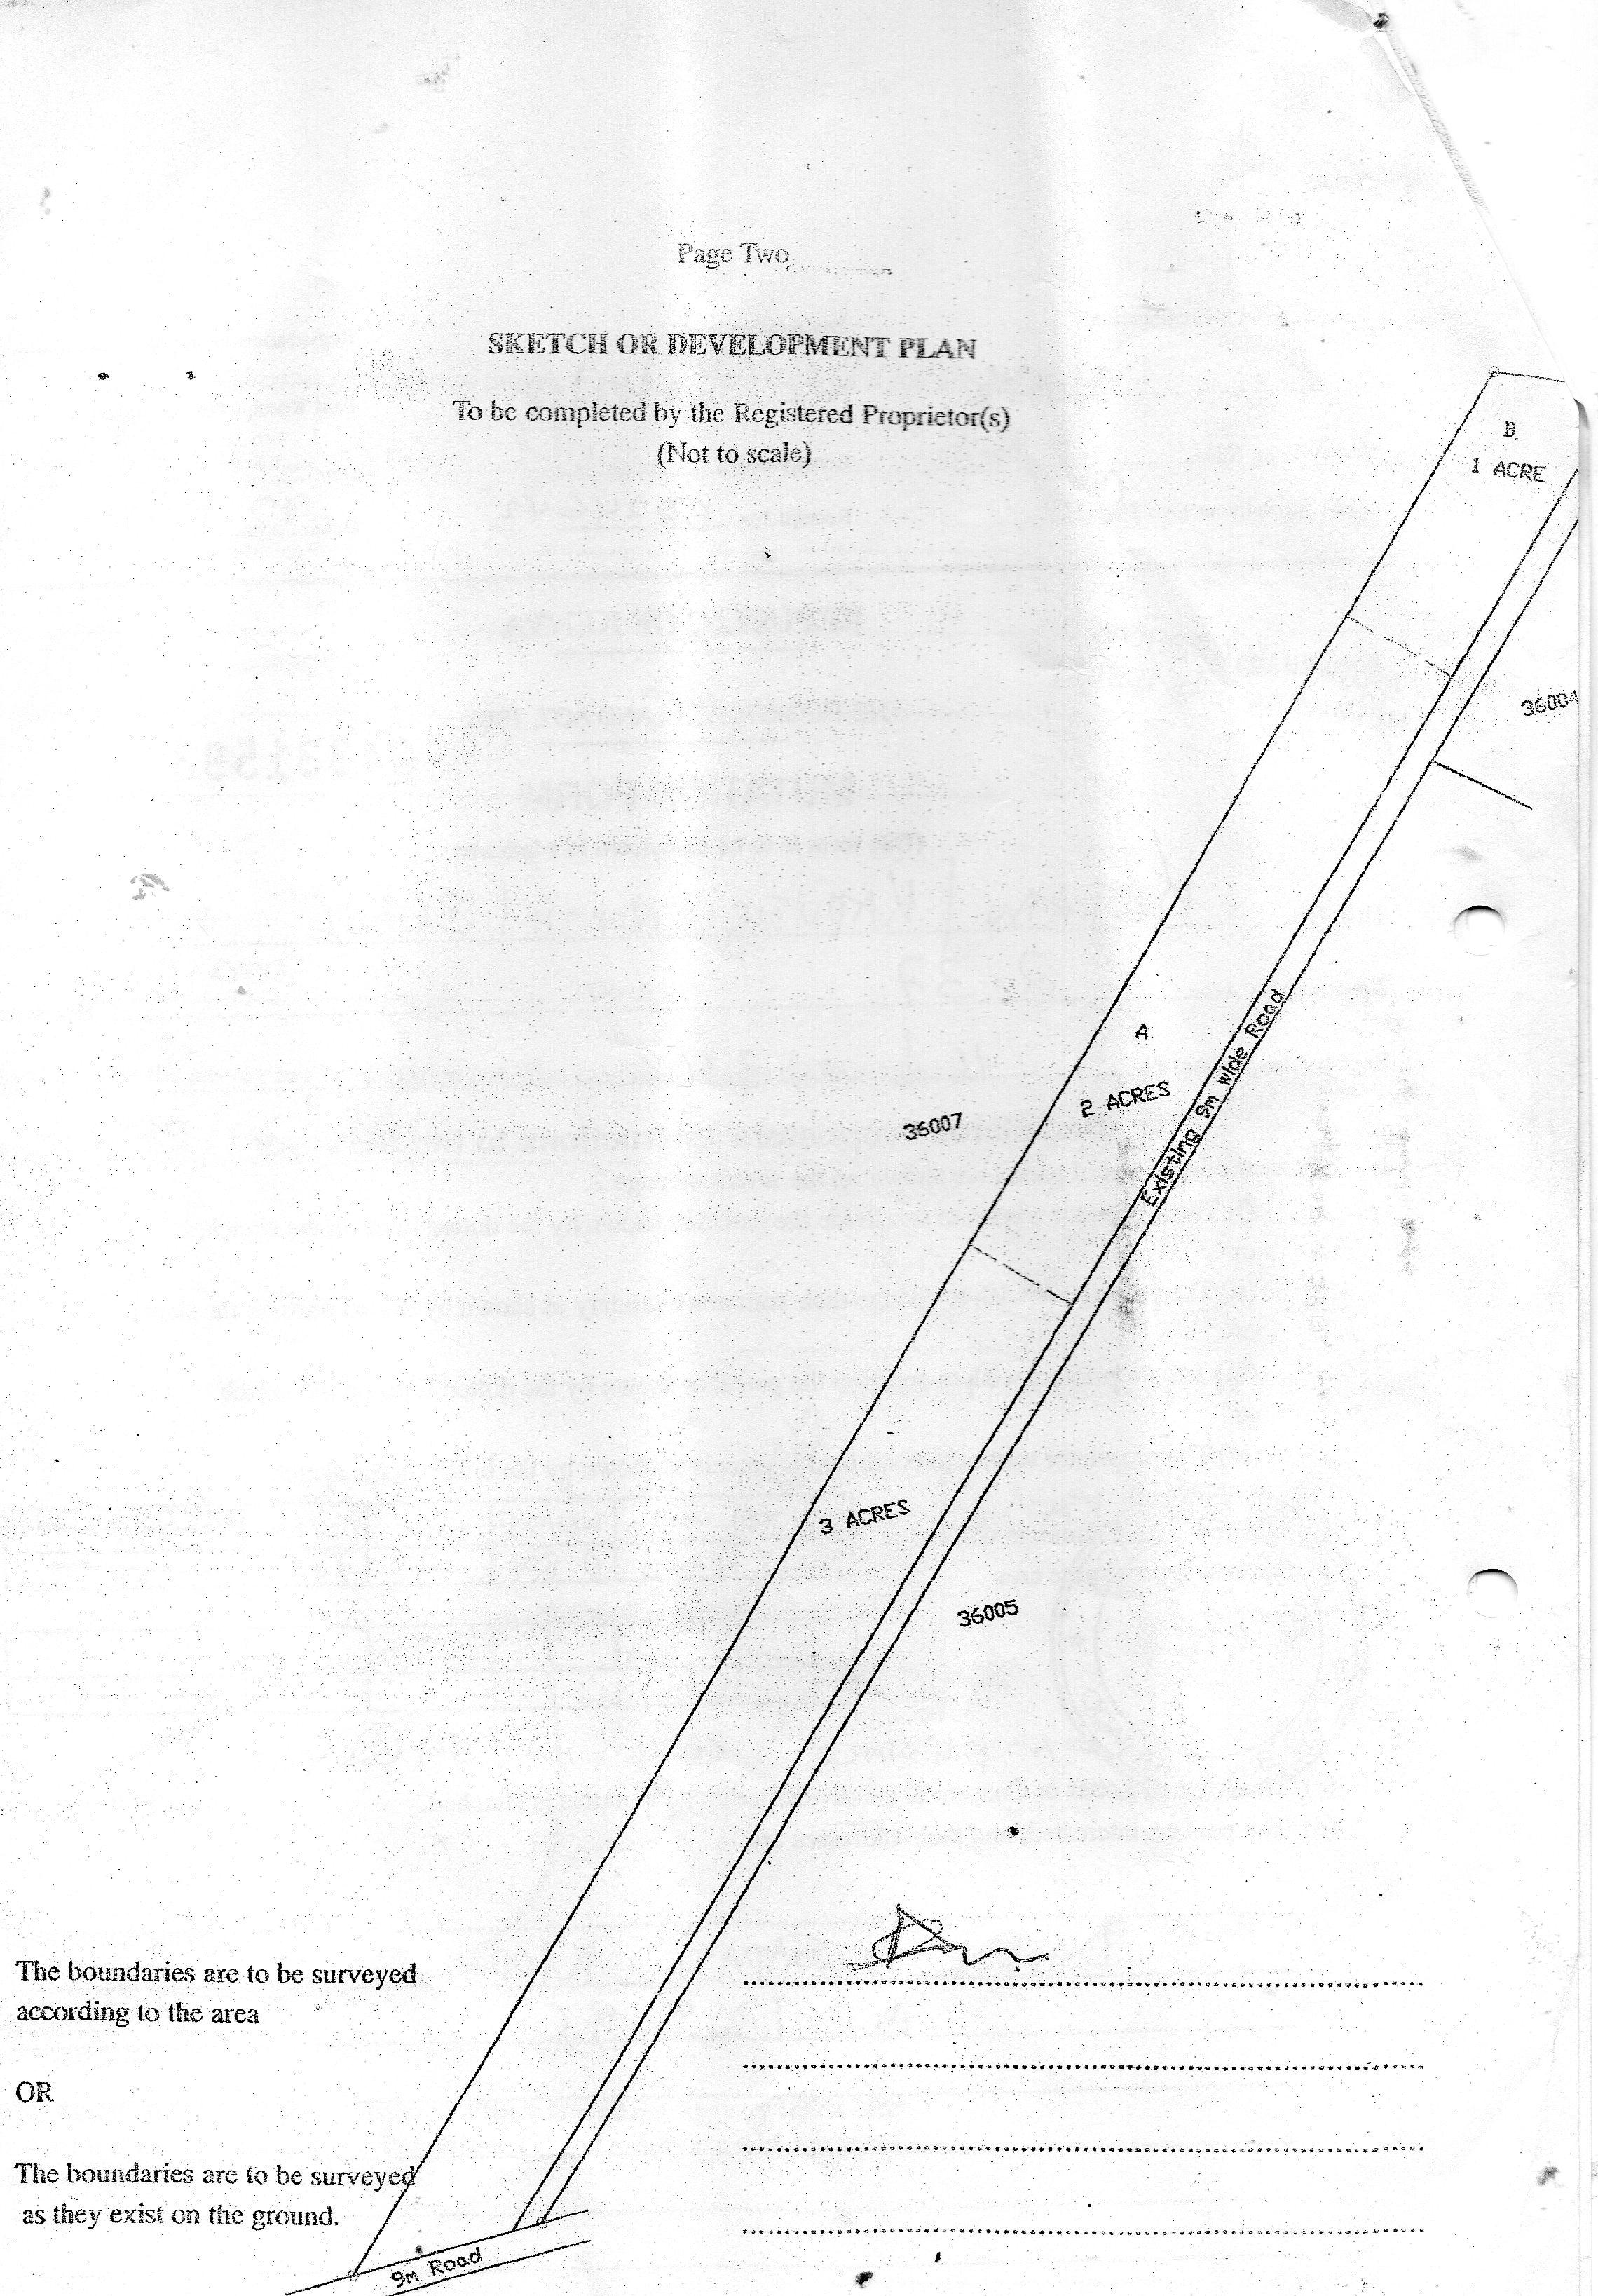 Page Two
SKETCH OR DEVELOPMENT PLAN
To be completed by the Registered Proprietor(s)
(Not to scale)
B
1 ACRE
36004
A
2 ACRES
Existing 9m wide Road
36007
3 ACRES
36005
The boundaries are to be surveyed
according to the area
OR
The boundaries are to be surveyed
as they exist on the ground.
9m Road